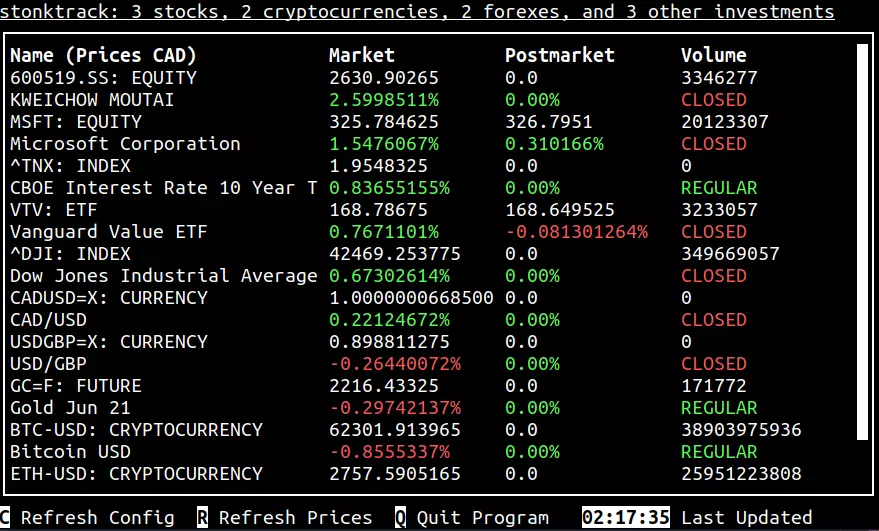 stonktrack: 3 stocks, 2 cryptocurrencies, 2 forexes, and 3 other investments
Name (Prices CAD) Market Postmarket Volume
600519.SS: EQUITY 2630.90265 0.0 3346277
KWEICHOW MOUTAI 2.5998511% 0.00% CLOSED
MSFT: EQUITY 325.784625 326.7951 20123307
Microsoft Corporation 1.5476067% 0.310166% CLOSED
^TNX: INDEX 1.9548325 0.0 0
CBOE Interest Rate 10 Year T 0.83655155% 0.00% REGULAR
VTV: ETF 168.78675 168.649525 3233057
Vanguard Value ETF 0.7671101% -0.081301264% CLOSED
^DJI: INDEX 42469.253775 0.0 349669057
Dow Jones Industrial Average 0.67302614% 0.00% CLOSED
CADUSD=X: CURRENCY 1.0000000668500 0.0 0
CAD/USD 0.22124672% 0.00% CLOSED
USDGBP=X: CURRENCY 0.898811275 0.0 0
USD/GBP -0.26440072% 0.00% CLOSED
GC=F: FUTURE 2216.43325 0.0 171772
Gold Jun 21 -0.29742137% 0.00% REGULAR
BTC-USD: CRYPTOCURRENCY 62301.913965 0.0 38903975936
Bitcoin USD -0.8555337% 0.00% REGULAR
ETH-USD: CRYPTOCURRENCY 2757.5905165 0.0 25951223808
C Refresh Config R Refresh Prices Q Quit Program 02:17:35 Last Updated